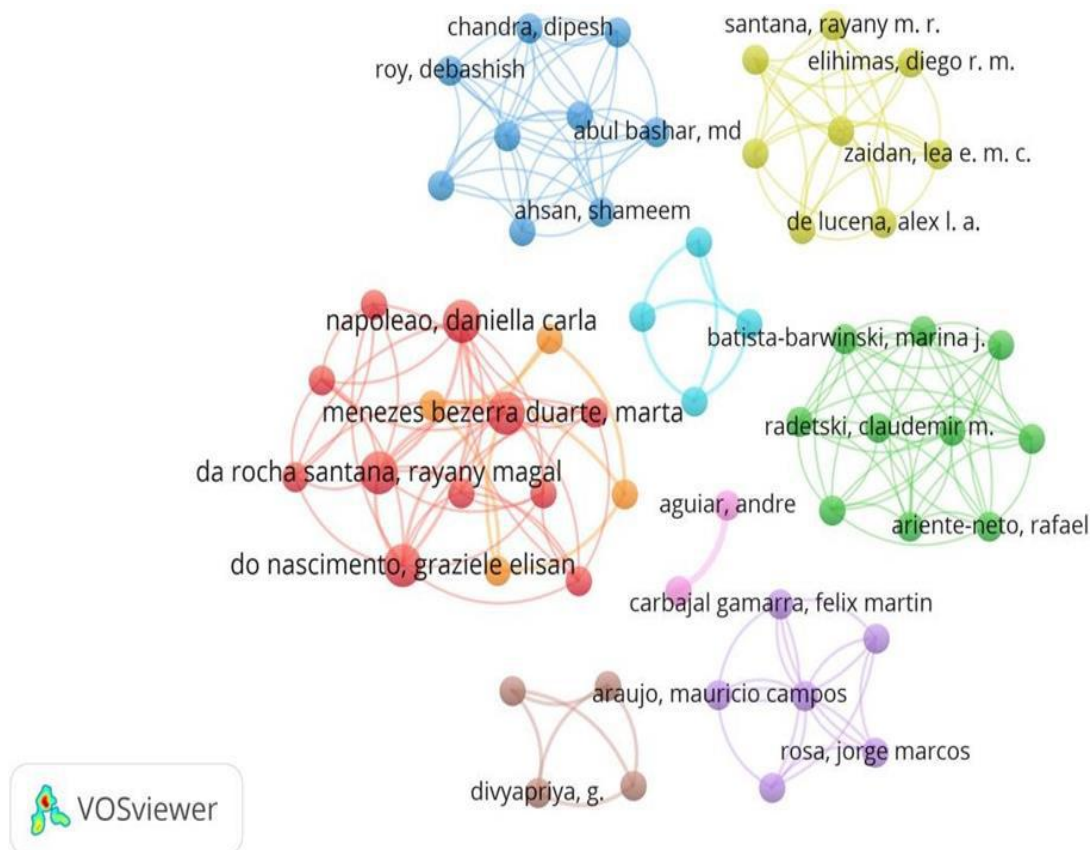 chandra, dipesh
santana, rayany m. r.
roy, debashish
elihimas, diego r. m.
abul bashar, md
zaidan, lea e. m. c.
ahsan, shameem
de lucena, alex l. a.
napoleao, daniella carla
batista-barwinski, marina j.
menezes bezerra duarte, marta
radetski, claudemir m.
da rocha santana, rayany magal
aguiar, andre
ariente-neto, rafael
do nascimento, graziele elisan
carbajal gamarra, felix martin
araujo, mauricio campos
rosa, jorge marcos
divyapriya, g.
VOSviewer